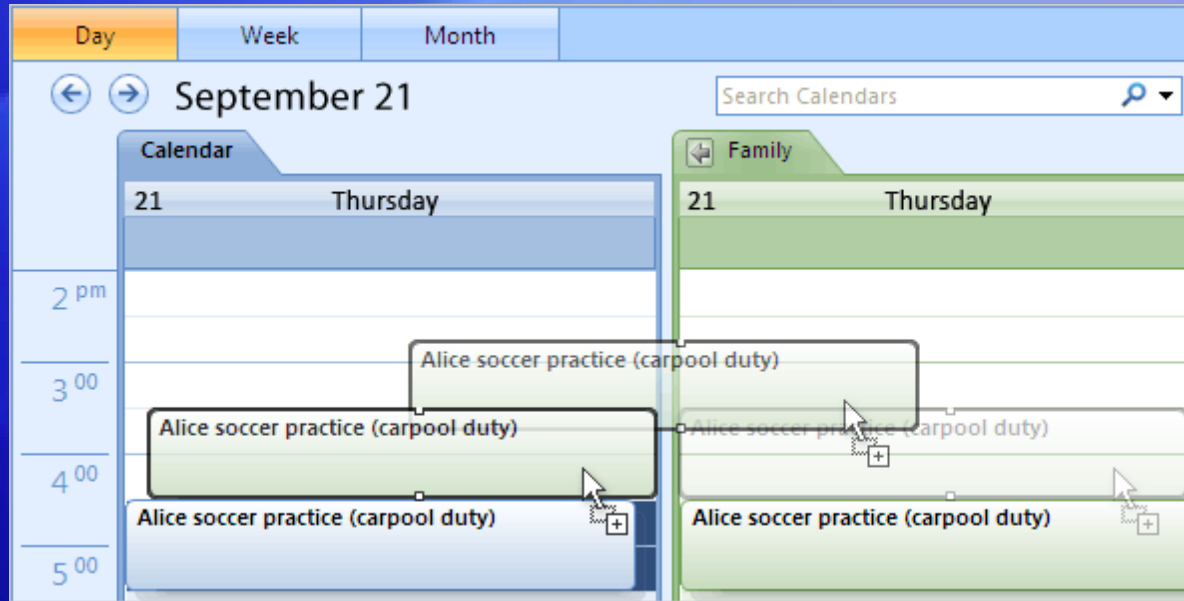 Day Week Month
September 21
Search Calendars
Calendar
Family
21 Thursday
21 Thursday
2 pm
Alice soccer practice (carpool duty)
3 00
Alice soccer practice (carpool duty)
Alice soccer practice (carpool duty)
4 00
Alice soccer practice (carpool duty)
Alice soccer practice (carpool duty)
5 00